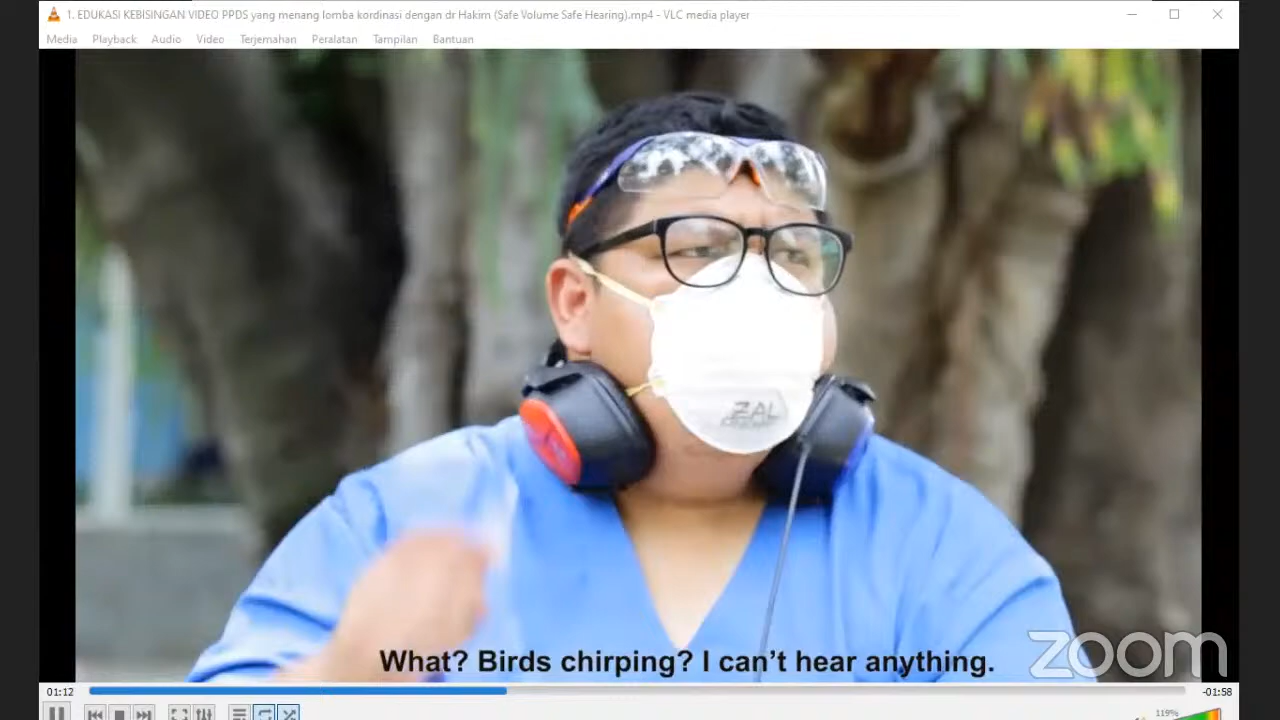 1. EDUKASI KEBISINGAN VIDEO PPDS yang menang lomba kordinasi dengan dr Hakim (Safe Volume Safe Hearing).mp4 - VLC media player
Media Playback Audio Video Terjemahan Peralatan Tampilan Bantuan
ZAL
What? Birds chirping? I can't hear anything.
zoom
01:12 -01:58
119%